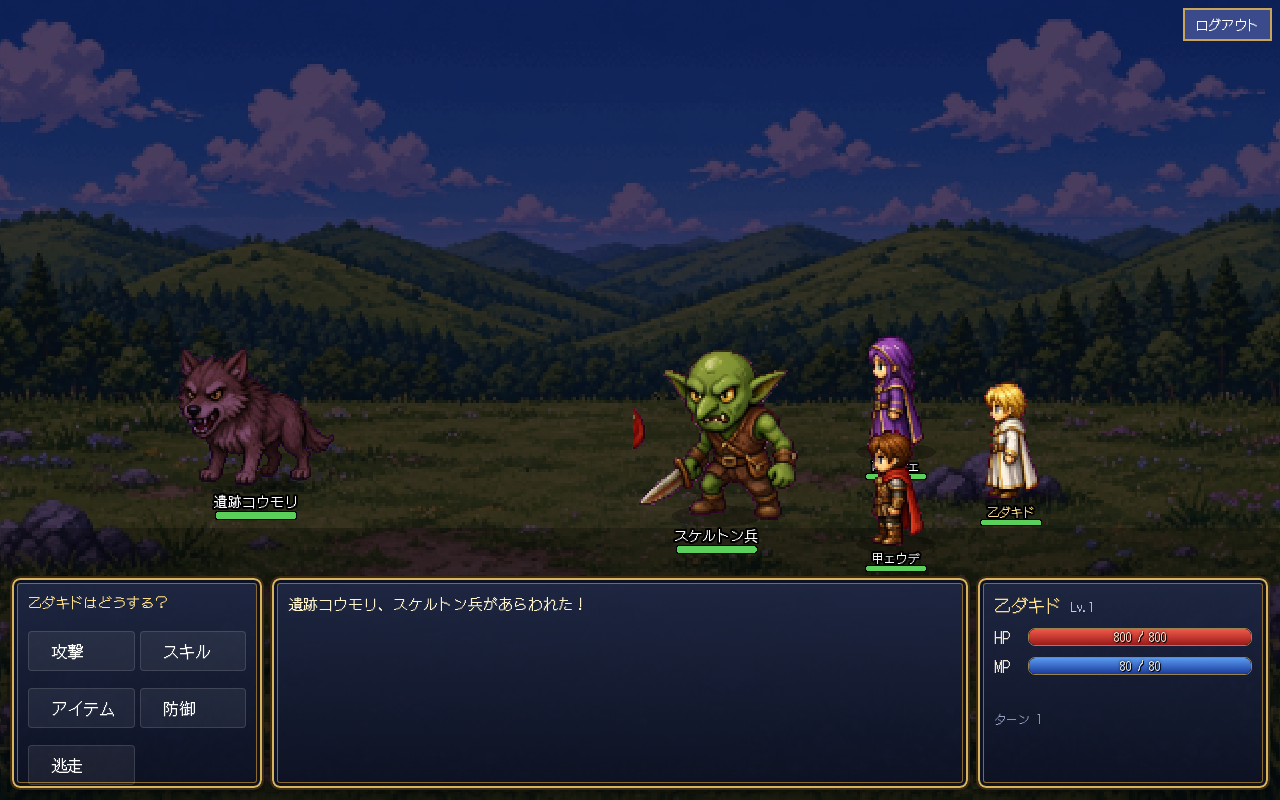 ログアウト
遺跡コウモリ
スケルトン兵
乙ダキド
甲ェウデ
乙ダキドはどうする?
攻撃
スキル
アイテム
防御
逃走
遺跡コウモリ、スケルトン兵があらわれた!
乙ダキド Lv.1
HP 800 / 800
MP 80 / 80
ターン 1